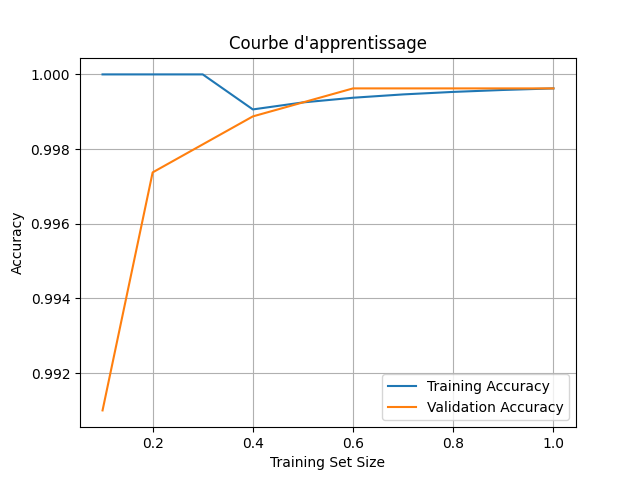 Courbe d'apprentissage
1.000
0.998
0.996
0.994
0.992
Accuracy
0.2 0.4 0.6 0.8 1.0
Training Set Size
Training Accuracy
Validation Accuracy